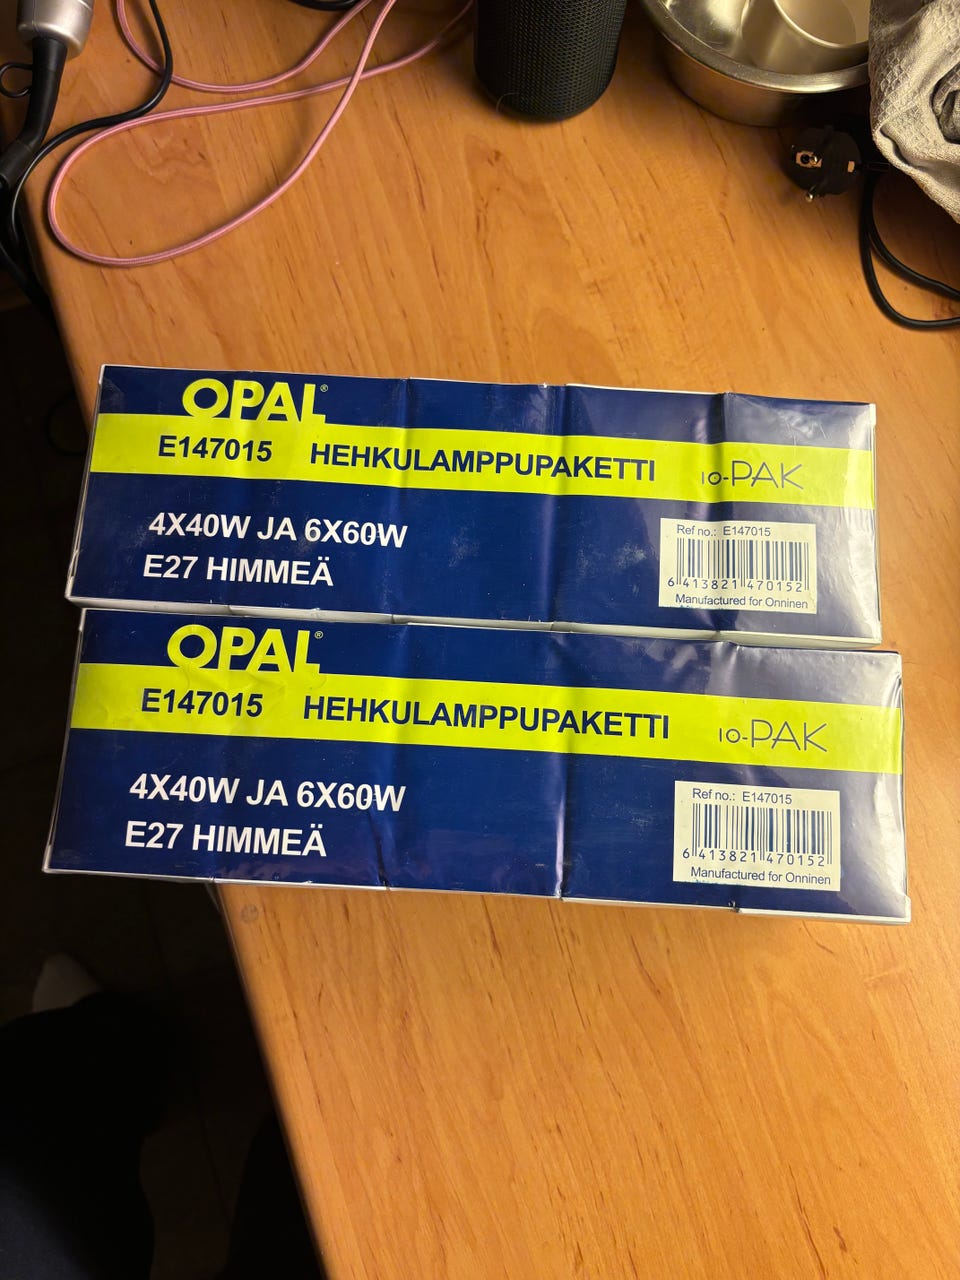 OPAL®
E147015 HEHKULAMPPUPAKETTI 10-PAK
4X40W JA 6X60W
E27 HIMMEÄ
Ref no.: E147015
6 413821 470152
Manufactured for Onninen
OPAL®
E147015 HEHKULAMPPUPAKETTI 10-PAK
4X40W JA 6X60W
E27 HIMMEÄ
Ref no.: E147015
6 413821 470152
Manufactured for Onninen